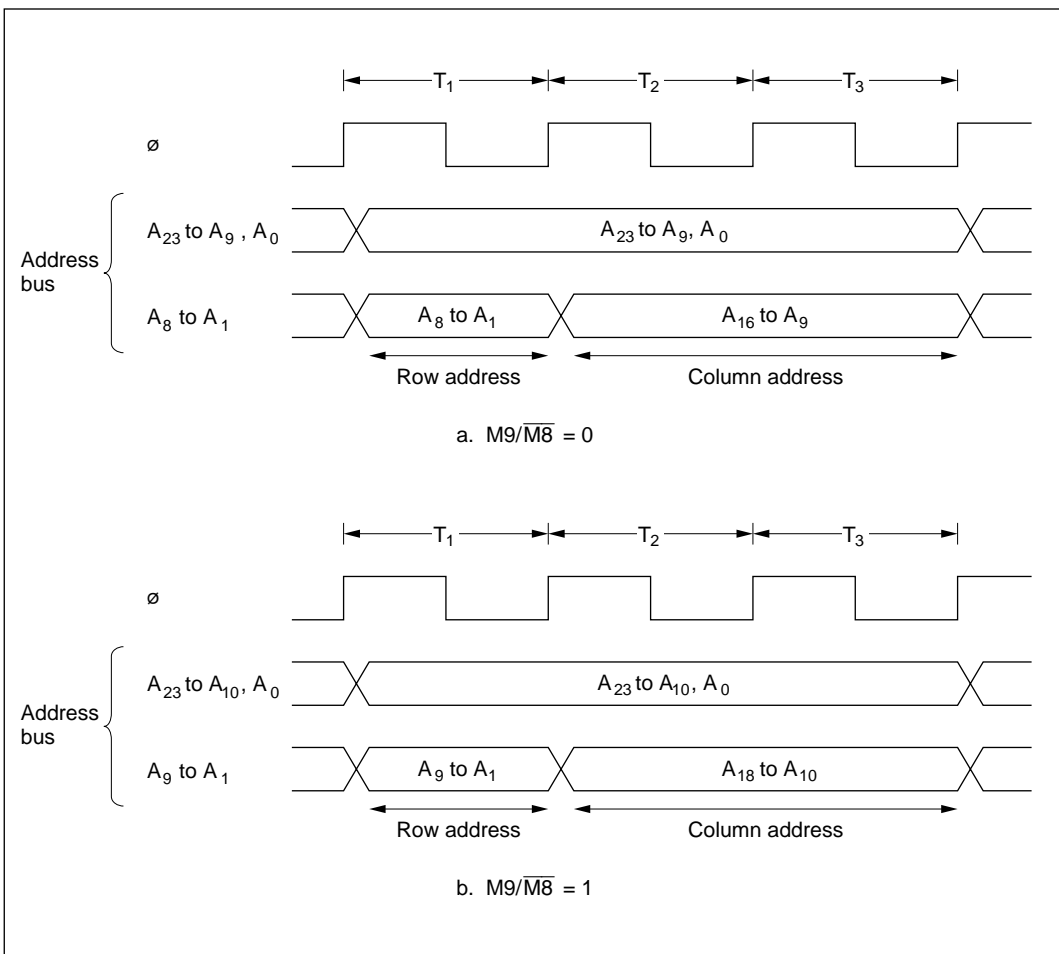 T1 T2 T3
ø
A23 to A9 , A0 A23 to A9, A0
Address
bus
A8 to A1 A8 to A1 A16 to A9
Row address Column address
a. M9/M̅8̅ = 0
T1 T2 T3
ø
A23 to A10, A0 A23 to A10, A0
Address
bus
A9 to A1 A9 to A1 A18 to A10
Row address Column address
b. M9/M̅8̅ = 1